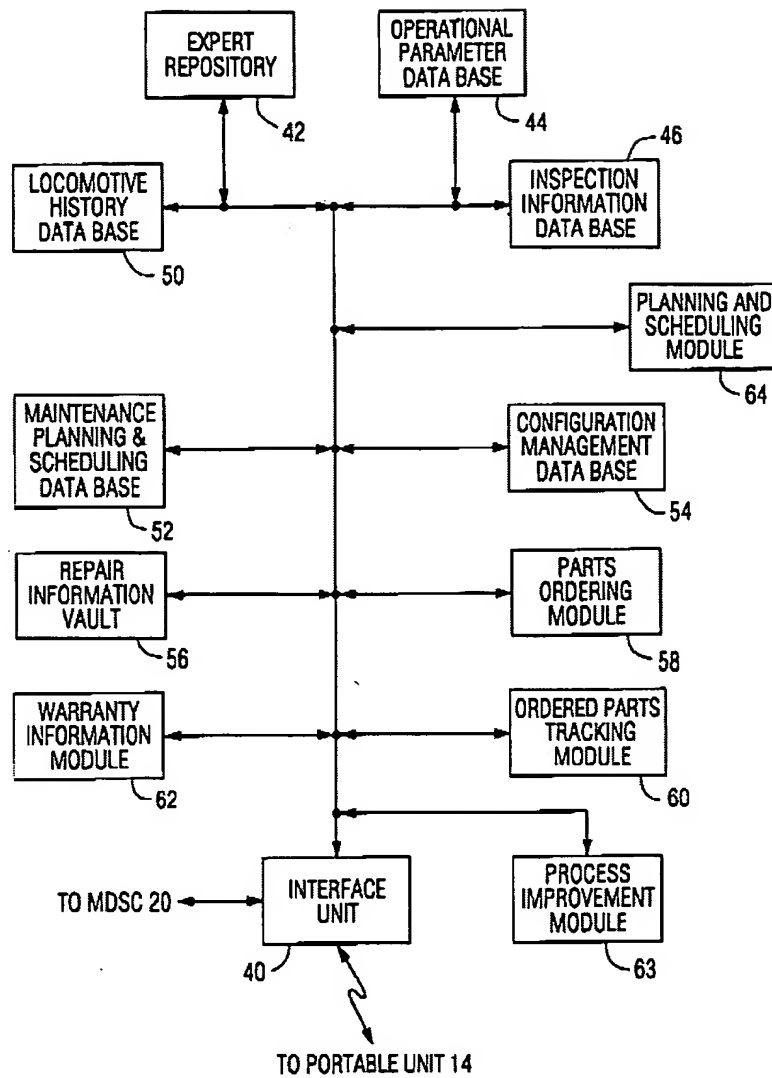 EXPERT
REPOSITORY
42
OPERATIONAL
PARAMETER
DATA BASE
44
46
LOCOMOTIVE
HISTORY
DATA BASE
50
INSPECTION
INFORMATION
DATA BASE
PLANNING AND
SCHEDULING
MODULE
64
MAINTENANCE
PLANNING &
SCHEDULING
DATA BASE
52
CONFIGURATION
MANAGEMENT
DATA BASE
54
REPAIR
INFORMATION
VAULT
56
PARTS
ORDERING
MODULE
58
WARRANTY
INFORMATION
MODULE
62
ORDERED PARTS
TRACKING
MODULE
60
TO MDSC 20
INTERFACE
UNIT
40
PROCESS
IMPROVEMENT
MODULE
63
TO PORTABLE UNIT 14